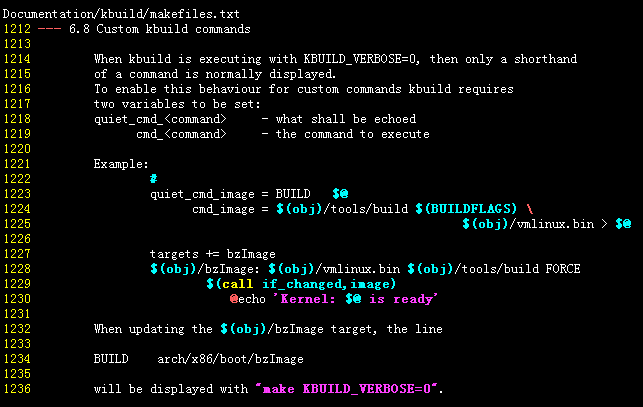 Documentation/kbuild/makefiles.txt
1212 --- 6.8 Custom kbuild commands
1213
1214 When kbuild is executing with KBUILD_VERBOSE=0, then only a shorthand
1215 of a command is normally displayed.
1216 To enable this behaviour for custom commands kbuild requires
1217 two variables to be set:
1218 quiet_cmd_<command> - what shall be echoed
1219 cmd_<command> - the command to execute
1220
1221 Example:
1222 #
1223 quiet_cmd_image = BUILD $@
1224 cmd_image = $(obj)/tools/build $(BUILDFLAGS) \
1225 $(obj)/vmlinux.bin > $@
1226
1227 targets += bzImage
1228 $(obj)/bzImage: $(obj)/vmlinux.bin $(obj)/tools/build FORCE
1229 $(call if_changed,image)
1230 @echo 'Kernel: $@ is ready'
1231
1232 When updating the $(obj)/bzImage target, the line
1233
1234 BUILD arch/x86/boot/bzImage
1235
1236 will be displayed with "make KBUILD_VERBOSE=0".